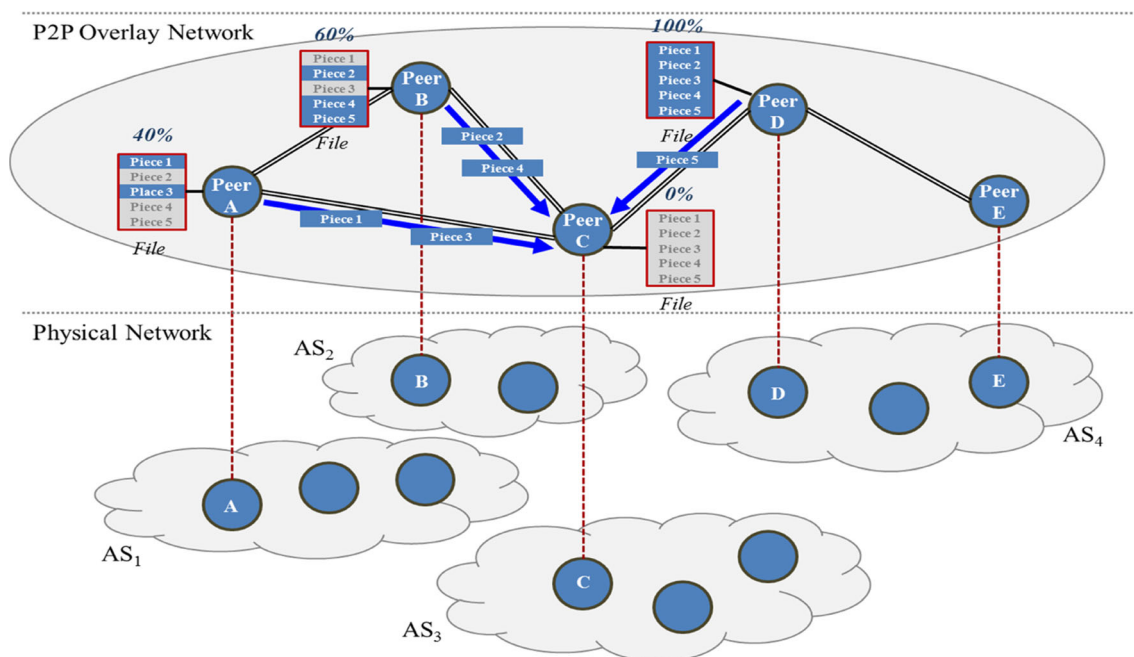 P2P Overlay Network
60%
Piece 1
Piece 2
Piece 3
Piece 4
Piece 5
File
Peer B
100%
Piece 1
Piece 2
Piece 3
Piece 4
Piece 5
File
Peer D
40%
Piece 1
Piece 2
Place 3
Piece 4
Piece 5
File
Peer A
Piece 2
Piece 4
Piece 5
Piece 1
Piece 3
Peer C
0%
Piece 1
Piece 2
Piece 3
Piece 4
Piece 5
File
Peer E
Physical Network
AS2
B
D
E
AS4
A
AS1
C
AS3